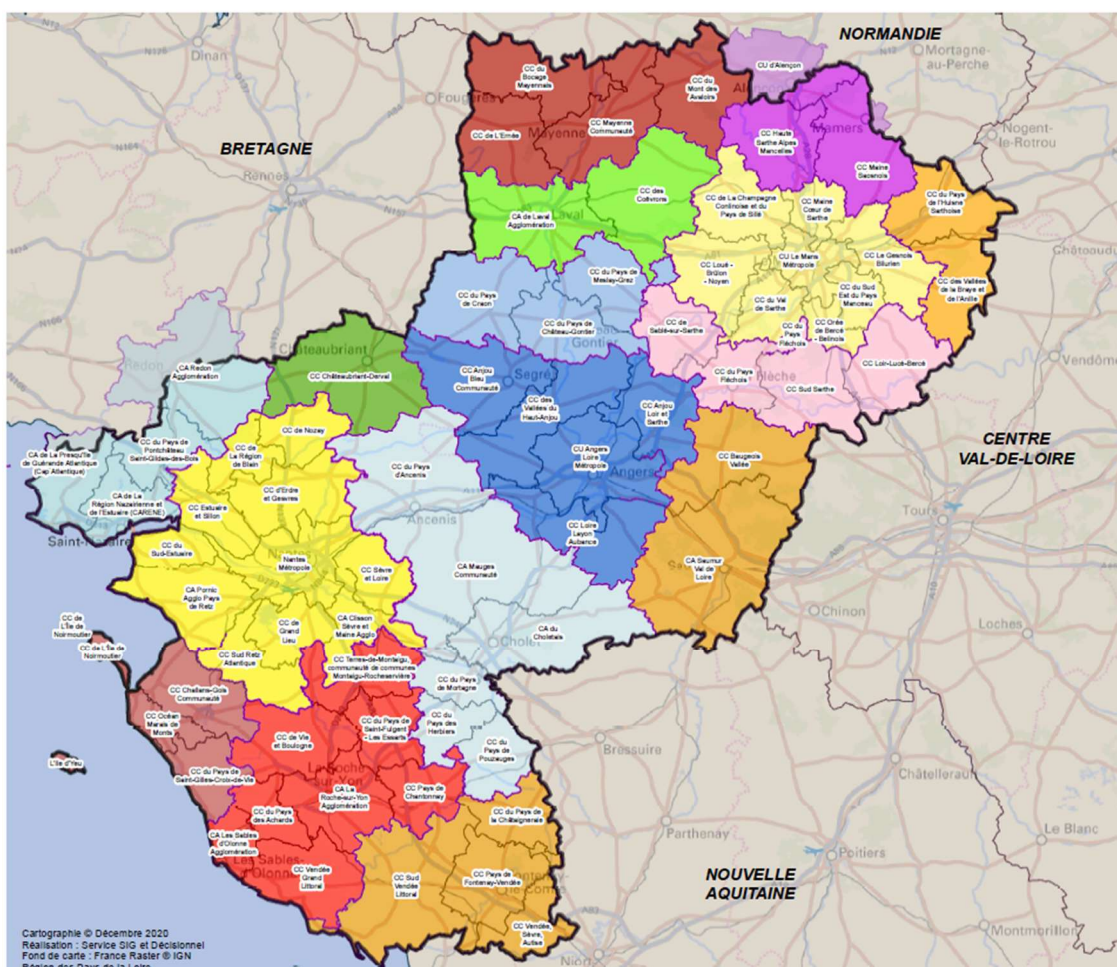 NORMANDIE
BRETAGNE
CENTRE
VAL-DE-LOIRE
NOUVELLE
AQUITAINE
Dinan
Fougères
Rennes
Mortagne-
au-Perche
Nogent-
le-Rotrou
Châteaudun
Vendôme
Tours
Chinon
Loches
Châtellerault
Poitiers
Le Blanc
Montmorillon
Parthenay
Bressuire
Niort
CU d'Alençon
CC du
Bocage
Mayennais
CC du
Mont des
Avaloirs
CC de L'Ernée
Mayenne
CC Mayenne
Communauté
Mamers
CC Haute
Sarthe Alpes
Mancelles
CC Maine
Saosnois
CC des
Coëvrons
CA de Laval
Agglomération
CC de La Champagne
Conlinoise et du
Pays de Sillé
CC Maine
Cœur de
Sarthe
CC du Pays
de l'Huisne
Sarthoise
CC Loué -
Brûlon
- Noyen
CU Le Mans
Métropole
CC Le Gesnois
Bilurien
CC du Sud
Est du Pays
Manceau
CC des Vallées
de la Braye et
de l'Anille
CC du Val
de Sarthe
CC du
Pays
Fléchois
CC Orée
de Bercé
- Belinois
CC du Pays
de Craon
CC du Pays de
Meslay-Grez
CC du Pays de
Château-Gontier
CC de
Sablé-sur-Sarthe
CC du Pays
Fléchois
CC Sud Sarthe
CC Loir-Lucé-Bercé
Châteaubriant
CC Châteaubriant-Derval
CA Redon
Agglomération
CC du Pays de
Pontchâteau
Saint-Gildas-des-Bois
CA de La Presqu'île
de Guérande Atlantique
(Cap Atlantique)
CA de La
Région Nazairienne et
de l'Estuaire (CARENE)
Saint-Nazaire
CC Anjou
Bleu
Communauté
Segré
CC des
Vallées du
Haut-Anjou
CC Anjou
Loir et
Sarthe
CU Angers
Loire
Métropole
Angers
CC Loire
Layon
Aubance
CC Baugeois
Vallée
CA Saumur
Val de
Loire
CC de Nozay
CC de
La Région
de Blain
CC d'Erdre
et Gesvres
CC Estuaire
et Sillon
CC du
Sud-Estuaire
Nantes
Métropole
CC Sèvre
et Loire
CA Pornic
Agglo Pays
de Retz
CC de
Grand
Lieu
CA Clisson
Sèvre et
Maine Agglo
CC Sud Retz
Atlantique
CC du Pays
d'Ancenis
Ancenis
CA Mauges
Communauté
Cholet
CA du
Choletais
CC de
L'Île de
Noirmoutier
CC de L'Île de
Noirmoutier
CC Challans-Gois
Communauté
CC Océan
Marais de
Monts
CC du Pays de
Saint-Gilles-Croix-de-Vie
L'Ile d'Yeu
CC Terres-de-Montaigu,
communauté de communes
Montaigu-Rocheservière
CC du Pays
de Mortagne
CC du
Pays des
Herbiers
CC du
Pays de
Pouzauges
CC de Vie
et Boulogne
CC du Pays de
Saint-Fulgent
- Les Essarts
CA La
Roche-sur-Yon
Agglomération
CC Pays de
Chantonnay
CC du Pays
des Achards
CA Les Sables
d'Olonne
Agglomération
CC Vendée
Grand
Littoral
CC Sud
Vendée
Littoral
CC du Pays de
la Châtaigneraie
CC Pays de
Fontenay-Vendée
CC Vendée,
Sèvre,
Autise
Cartographie © Décembre 2020
Réalisation : Service SIG et Décisionnel
Fond de carte : France Raster ® IGN
Région des Pays de la Loire